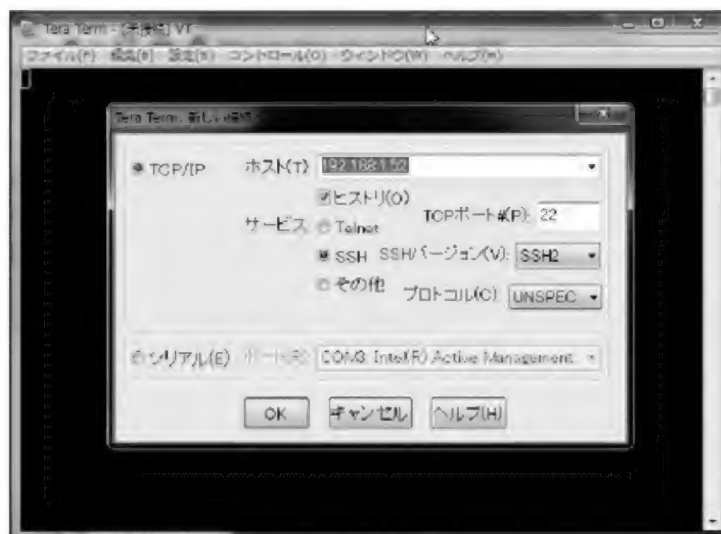 Tera Term - [未接続] VT
ファイル(F) 編集(E) 設定(S) コントロール(O) ウィンドウ(W) ヘルプ(H)
Tera Term: 新しい接続
TCP/IP ホスト(T) 192.168.1.52
ヒストリ(O)
サービス Telnet TCPポート#(P): 22
SSH SSHバージョン(V): SSH2
その他 プロトコル(C) UNSPEC
シリアル(E) ポート(R): COM3: Intel(R) Active Management
OK キャンセル ヘルプ(H)